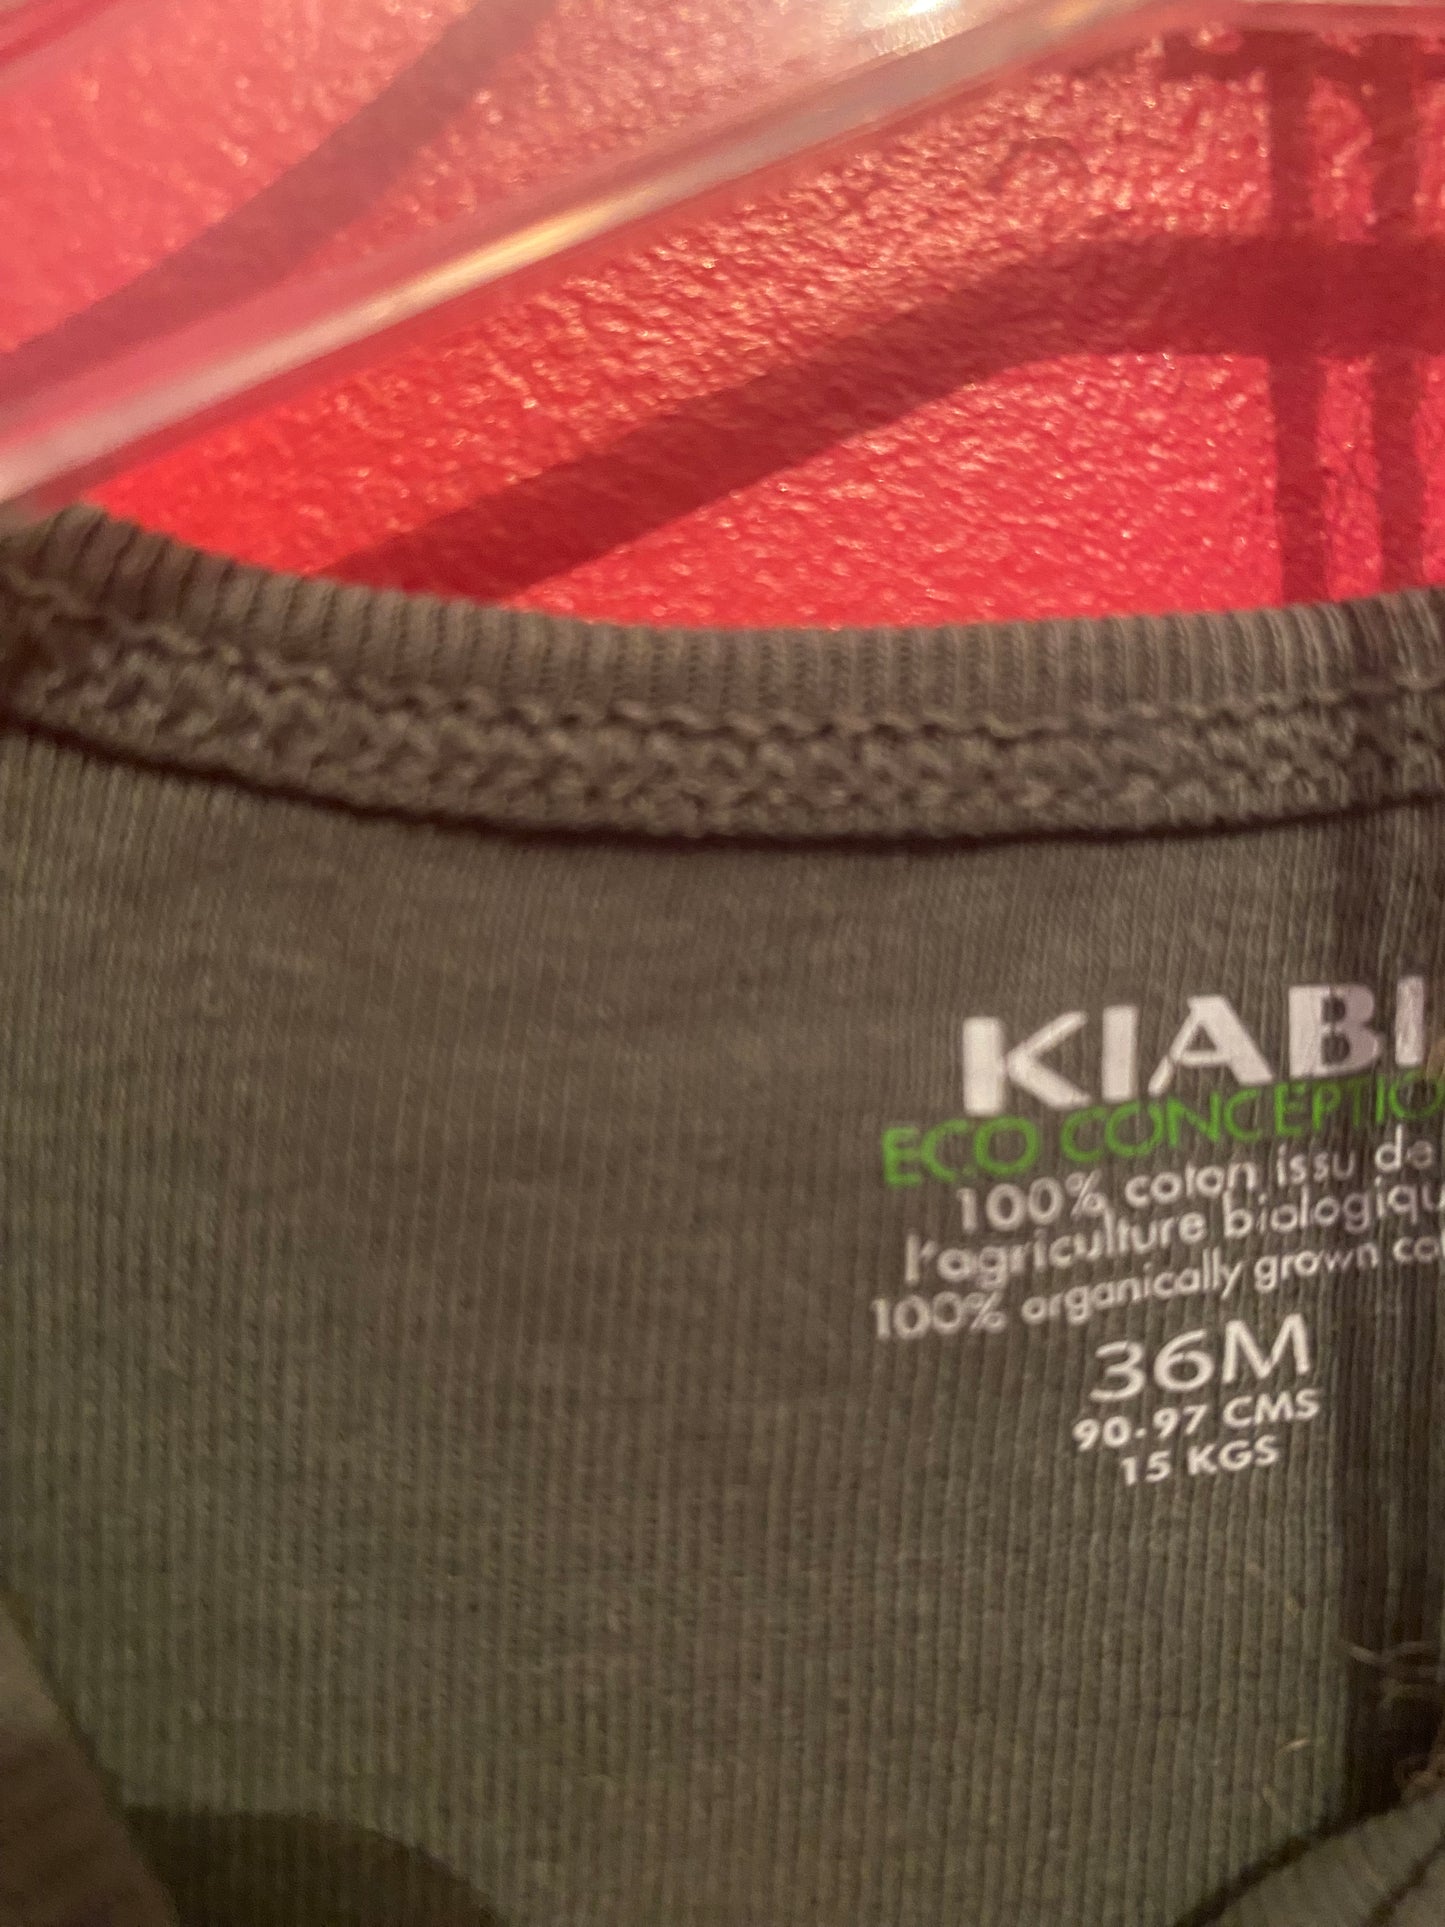 KIABI
ECO CONCEPTIO
100% coton issu de
l'agriculture biologiqu
100% organically grown co
36M
90-97 CMS
15 KGS